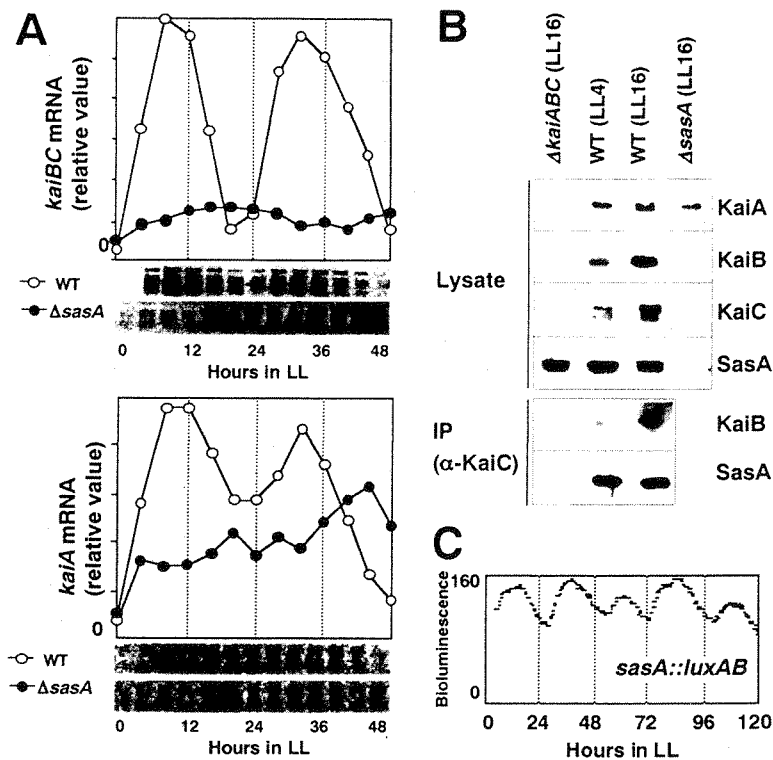 A
kaiBC mRNA
(relative value)
0
WT
ΔsasA
0 12 24 36 48
Hours in LL
kaiA mRNA
(relative value)
0
WT
ΔsasA
0 12 24 36 48
Hours in LL
B
ΔkaiABC (LL16)
WT (LL4)
WT (LL16)
ΔsasA (LL16)
Lysate
KaiA
KaiB
KaiC
SasA
IP
(α-KaiC)
KaiB
SasA
C
Bioluminescence
160
0
sasA::luxAB
0 24 48 72 96 120
Hours in LL